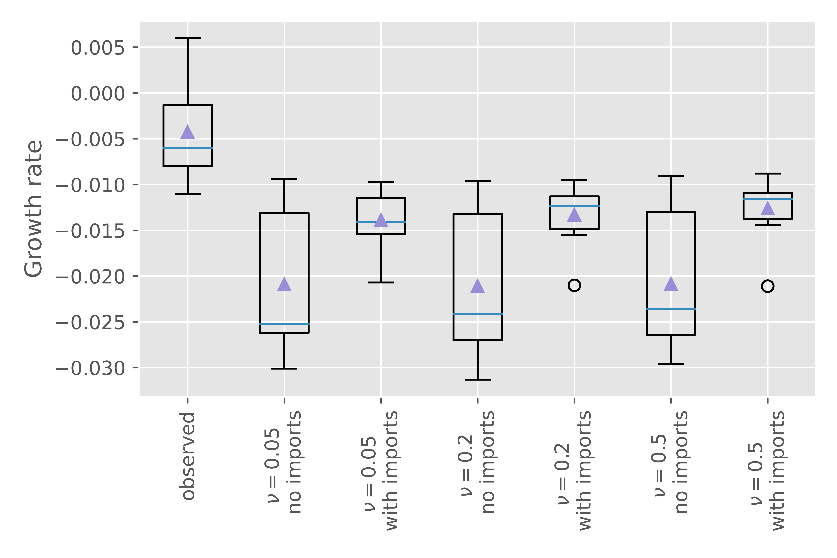 Growth rate
0.005
0.000
−0.005
−0.010
−0.015
−0.020
−0.025
−0.030
observed
ν = 0.05
no imports
ν = 0.05
with imports
ν = 0.2
no imports
ν = 0.2
with imports
ν = 0.5
no imports
ν = 0.5
with imports